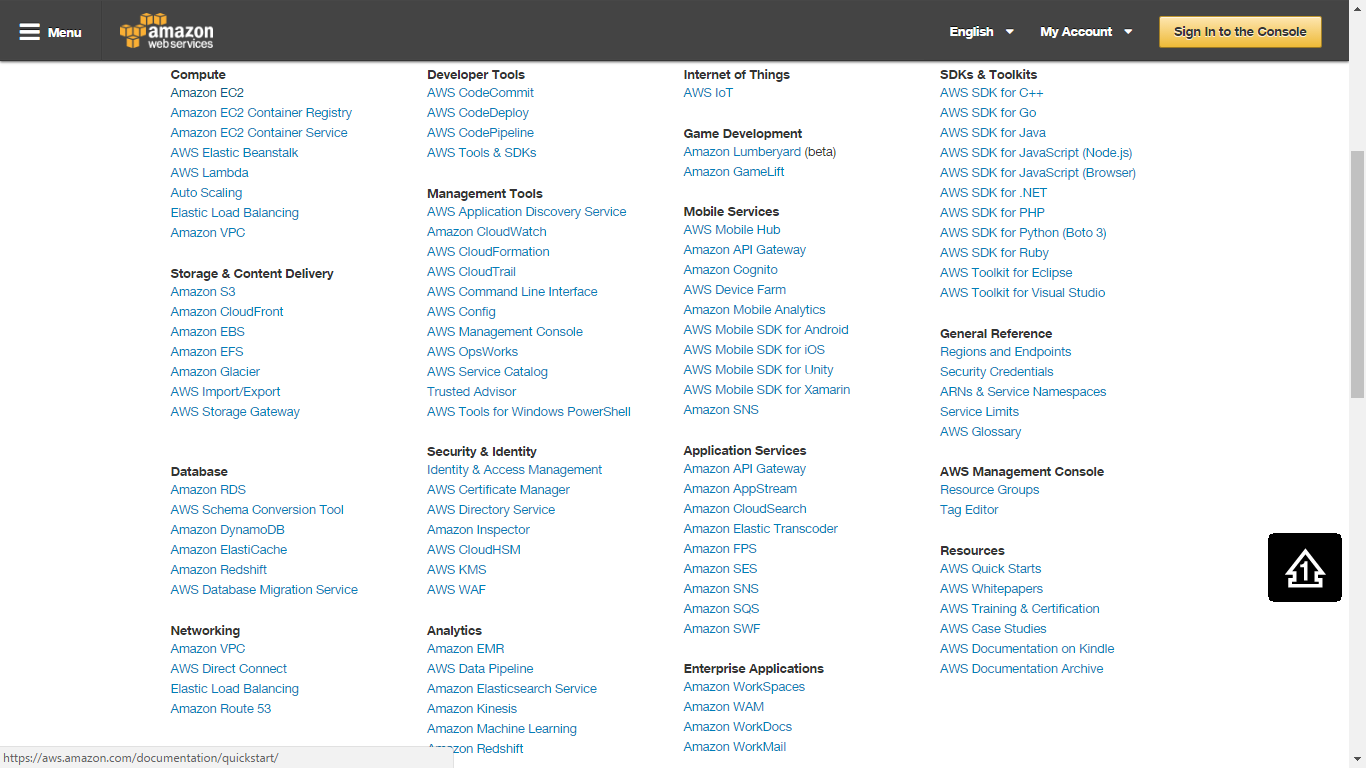 Menu
amazon
web services
English
My Account
Sign In to the Console
Compute
Amazon EC2
Amazon EC2 Container Registry
Amazon EC2 Container Service
AWS Elastic Beanstalk
AWS Lambda
Auto Scaling
Elastic Load Balancing
Amazon VPC
Storage & Content Delivery
Amazon S3
Amazon CloudFront
Amazon EBS
Amazon EFS
Amazon Glacier
AWS Import/Export
AWS Storage Gateway
Database
Amazon RDS
AWS Schema Conversion Tool
Amazon DynamoDB
Amazon ElastiCache
Amazon Redshift
AWS Database Migration Service
Networking
Amazon VPC
AWS Direct Connect
Elastic Load Balancing
Amazon Route 53
Developer Tools
AWS CodeCommit
AWS CodeDeploy
AWS CodePipeline
AWS Tools & SDKs
Management Tools
AWS Application Discovery Service
Amazon CloudWatch
AWS CloudFormation
AWS CloudTrail
AWS Command Line Interface
AWS Config
AWS Management Console
AWS OpsWorks
AWS Service Catalog
Trusted Advisor
AWS Tools for Windows PowerShell
Security & Identity
Identity & Access Management
AWS Certificate Manager
AWS Directory Service
Amazon Inspector
AWS CloudHSM
AWS KMS
AWS WAF
Analytics
Amazon EMR
AWS Data Pipeline
Amazon Elasticsearch Service
Amazon Kinesis
Amazon Machine Learning
Amazon Redshift
Internet of Things
AWS IoT
Game Development
Amazon Lumberyard (beta)
Amazon GameLift
Mobile Services
AWS Mobile Hub
Amazon API Gateway
Amazon Cognito
AWS Device Farm
Amazon Mobile Analytics
AWS Mobile SDK for Android
AWS Mobile SDK for iOS
AWS Mobile SDK for Unity
AWS Mobile SDK for Xamarin
Amazon SNS
Application Services
Amazon API Gateway
Amazon AppStream
Amazon CloudSearch
Amazon Elastic Transcoder
Amazon FPS
Amazon SES
Amazon SNS
Amazon SQS
Amazon SWF
Enterprise Applications
Amazon WorkSpaces
Amazon WAM
Amazon WorkDocs
Amazon WorkMail
SDKs & Toolkits
AWS SDK for C++
AWS SDK for Go
AWS SDK for Java
AWS SDK for JavaScript (Node.js)
AWS SDK for JavaScript (Browser)
AWS SDK for .NET
AWS SDK for PHP
AWS SDK for Python (Boto 3)
AWS SDK for Ruby
AWS Toolkit for Eclipse
AWS Toolkit for Visual Studio
General Reference
Regions and Endpoints
Security Credentials
ARNs & Service Namespaces
Service Limits
AWS Glossary
AWS Management Console
Resource Groups
Tag Editor
Resources
AWS Quick Starts
AWS Whitepapers
AWS Training & Certification
AWS Case Studies
AWS Documentation on Kindle
AWS Documentation Archive
1
https://aws.amazon.com/documentation/quickstart/